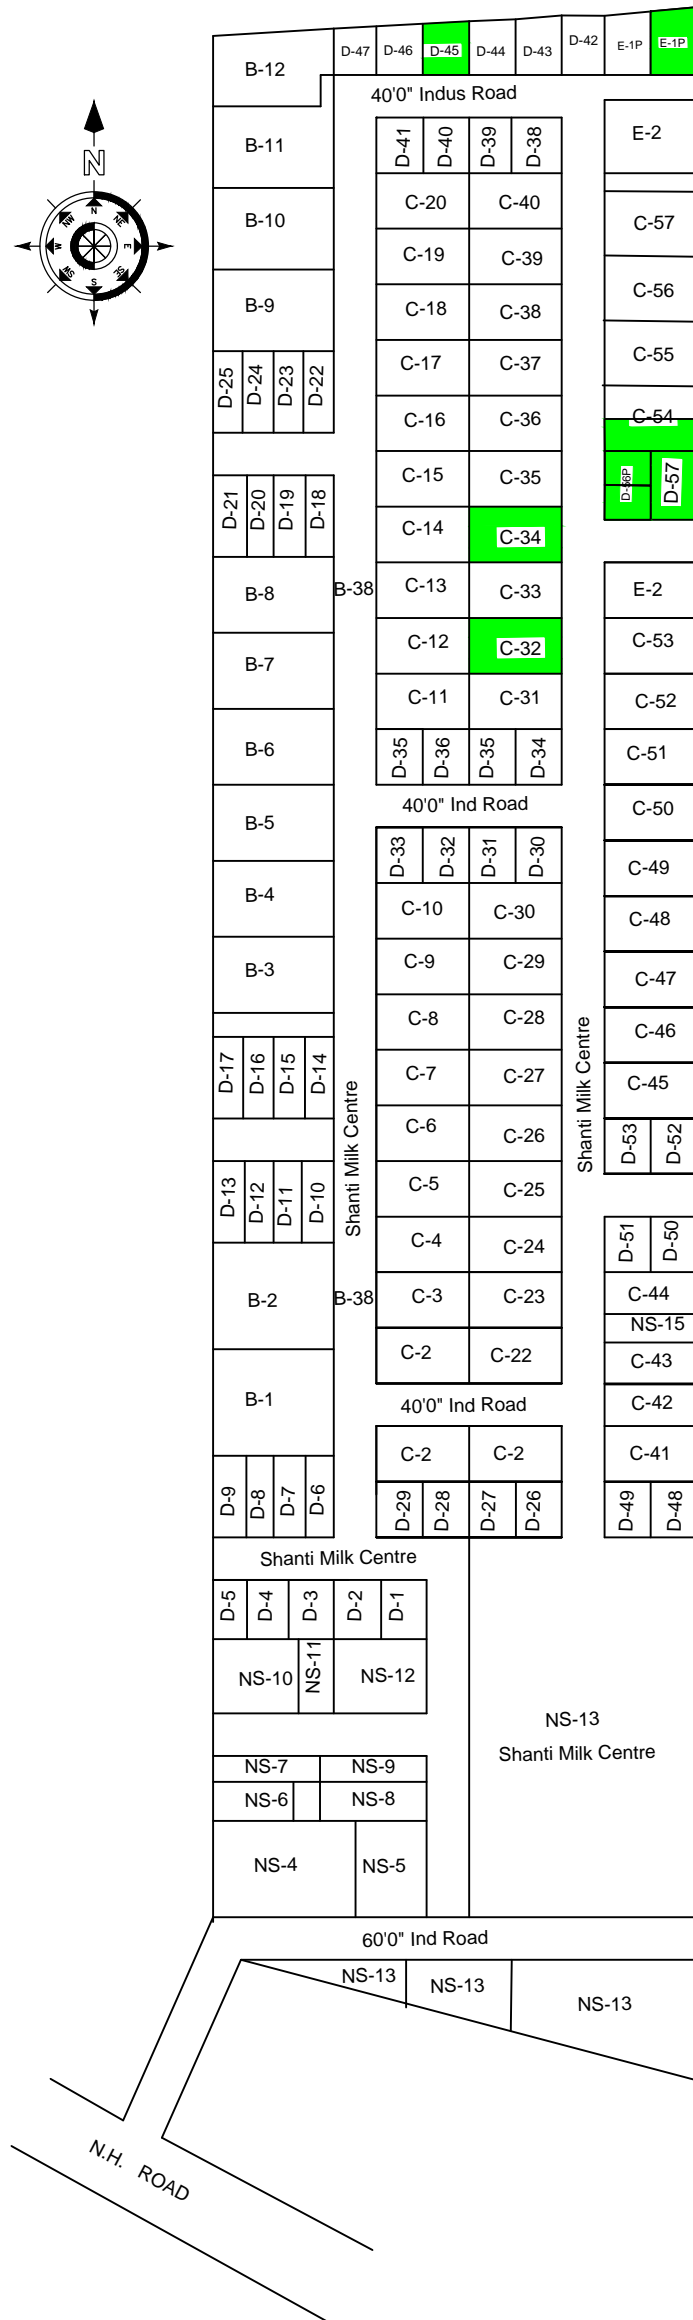 D-47 D-46 D-45 D-44 D-43 D-42 E-1P E-1P
B-12
40'0" Indus Road
B-11
D-41 D-40 D-39 D-38
E-2
N
N NE E SE S SW W NW
B-10
C-20 C-40
C-57
C-19 C-39
B-9
C-18 C-38
C-56
D-25 D-24 D-23 D-22
C-17 C-37
C-55
C-16 C-36
C-54
C-15 C-35
D-56P D-57
D-21 D-20 D-19 D-18
C-14 C-34
B-8
B-38
C-13 C-33
E-2
B-7
C-12 C-32
C-53
C-11 C-31
C-52
B-6
D-35 D-36 D-35 D-34
C-51
40'0" Ind Road
C-50
B-5
D-33 D-32 D-31 D-30
C-49
B-4
C-10 C-30
C-48
B-3
C-9 C-29
C-47
C-8 C-28
C-46
D-17 D-16 D-15 D-14
C-7 C-27
C-45
Shanti Milk Centre
Shanti Milk Centre
C-6 C-26
D-53 D-52
D-13 D-12 D-11 D-10
C-5 C-25
C-4 C-24
D-51 D-50
B-2
B-38
C-3 C-23
C-44
NS-15
C-2 C-22
C-43
B-1
40'0" Ind Road
C-42
C-2 C-2
C-41
D-9 D-8 D-7 D-6
D-29 D-28 D-27 D-26
D-49 D-48
Shanti Milk Centre
D-5 D-4 D-3 D-2 D-1
NS-10 NS-11 NS-12
NS-13
Shanti Milk Centre
NS-7 NS-9
NS-6 NS-8
NS-4 NS-5
60'0" Ind Road
NS-13 NS-13 NS-13
N.H. ROAD